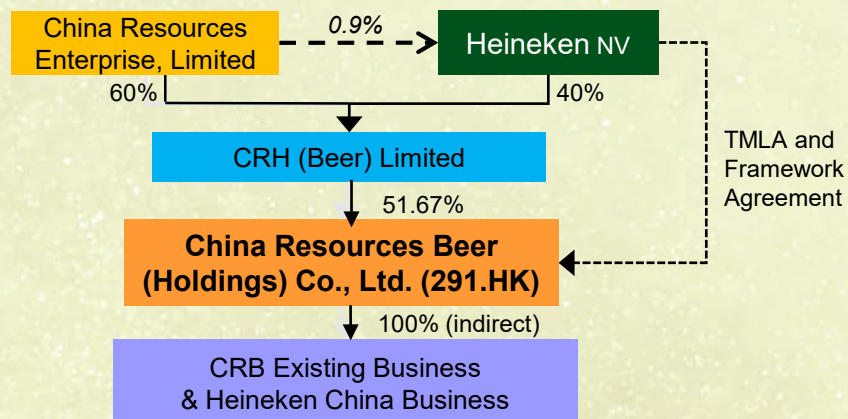 China Resources
Enterprise, Limited
0.9%
Heineken NV
60%
40%
CRH (Beer) Limited
TMLA and
Framework
Agreement
51.67%
China Resources Beer
(Holdings) Co., Ltd. (291.HK)
100% (indirect)
CRB Existing Business
& Heineken China Business